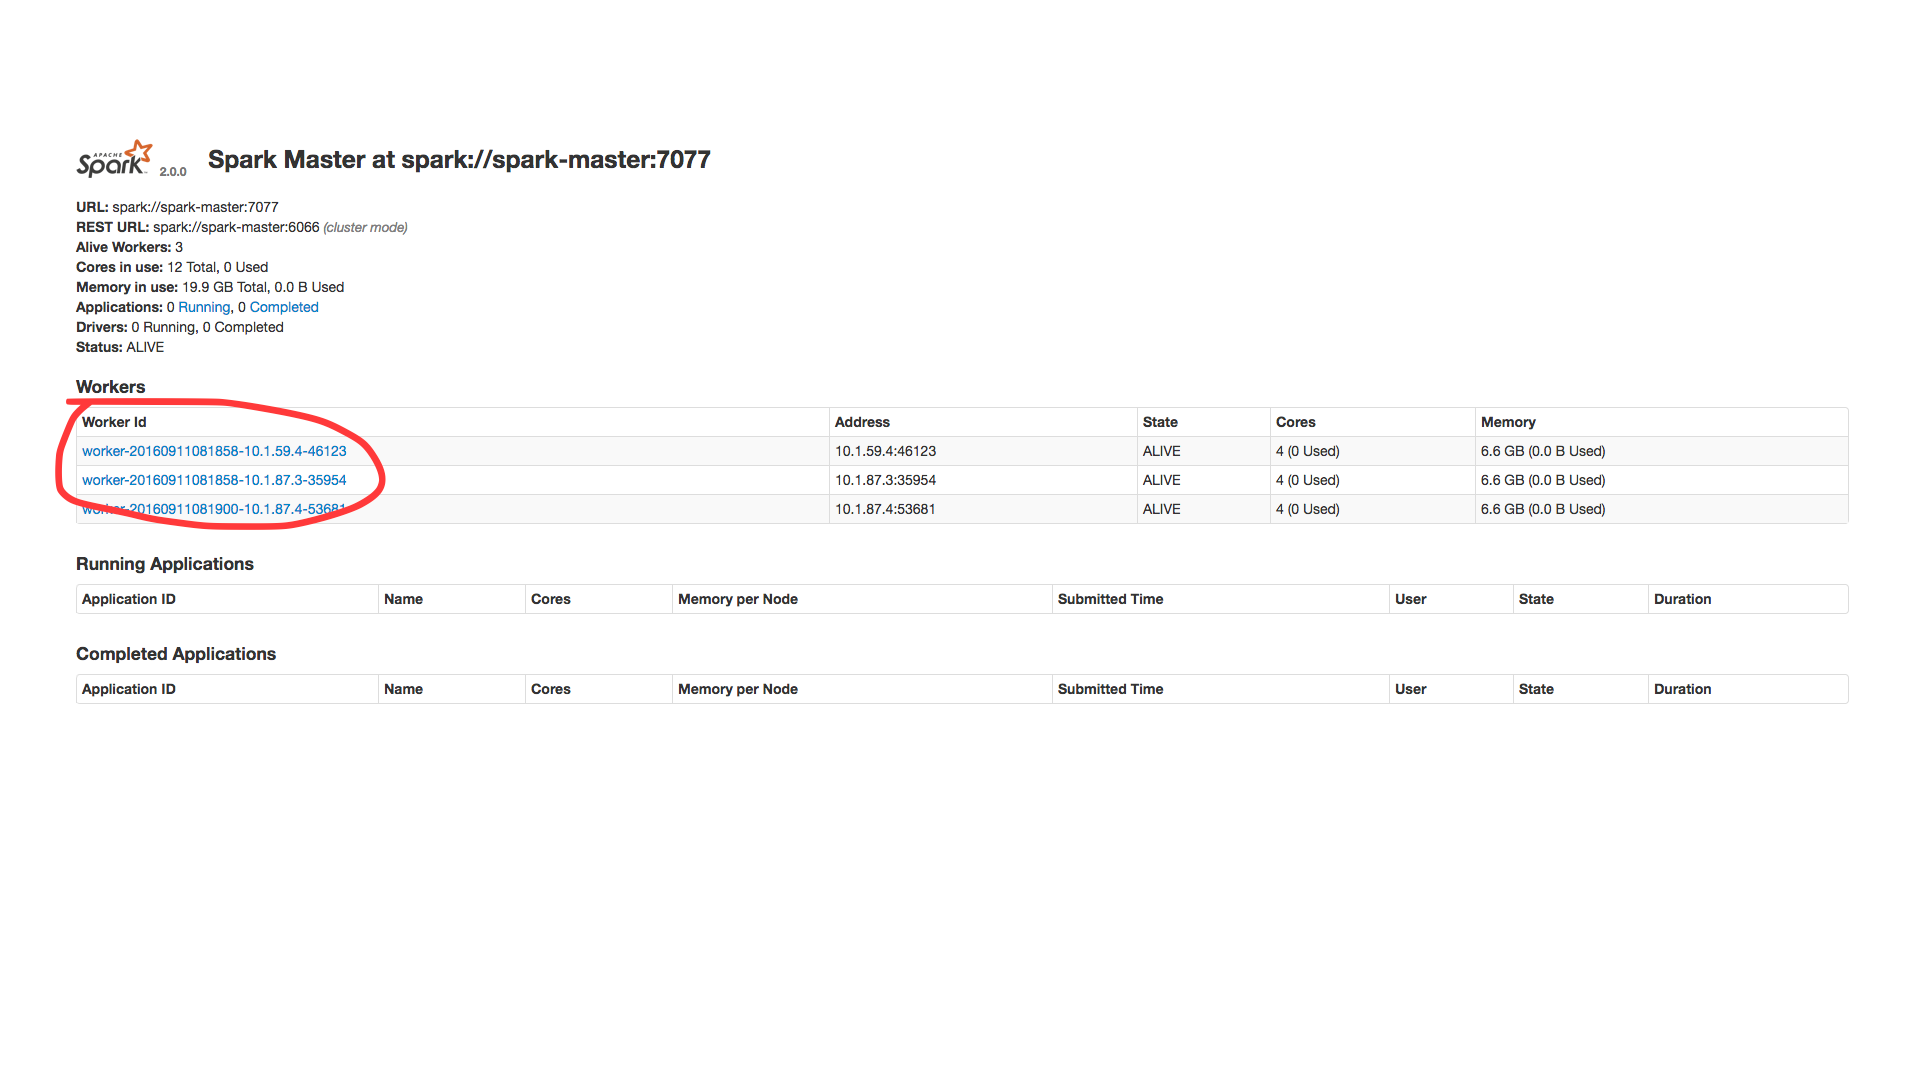 APACHE
Spark 2.0.0 Spark Master at spark://spark-master:7077
URL: spark://spark-master:7077
REST URL: spark://spark-master:6066 (cluster mode)
Alive Workers: 3
Cores in use: 12 Total, 0 Used
Memory in use: 19.9 GB Total, 0.0 B Used
Applications: 0 Running, 0 Completed
Drivers: 0 Running, 0 Completed
Status: ALIVE
Workers
Worker Id Address State Cores Memory
worker-20160911081858-10.1.59.4-46123 10.1.59.4:46123 ALIVE 4 (0 Used) 6.6 GB (0.0 B Used)
worker-20160911081858-10.1.87.3-35954 10.1.87.3:35954 ALIVE 4 (0 Used) 6.6 GB (0.0 B Used)
worker-20160911081900-10.1.87.4-53681 10.1.87.4:53681 ALIVE 4 (0 Used) 6.6 GB (0.0 B Used)
Running Applications
Application ID Name Cores Memory per Node Submitted Time User State Duration
Completed Applications
Application ID Name Cores Memory per Node Submitted Time User State Duration